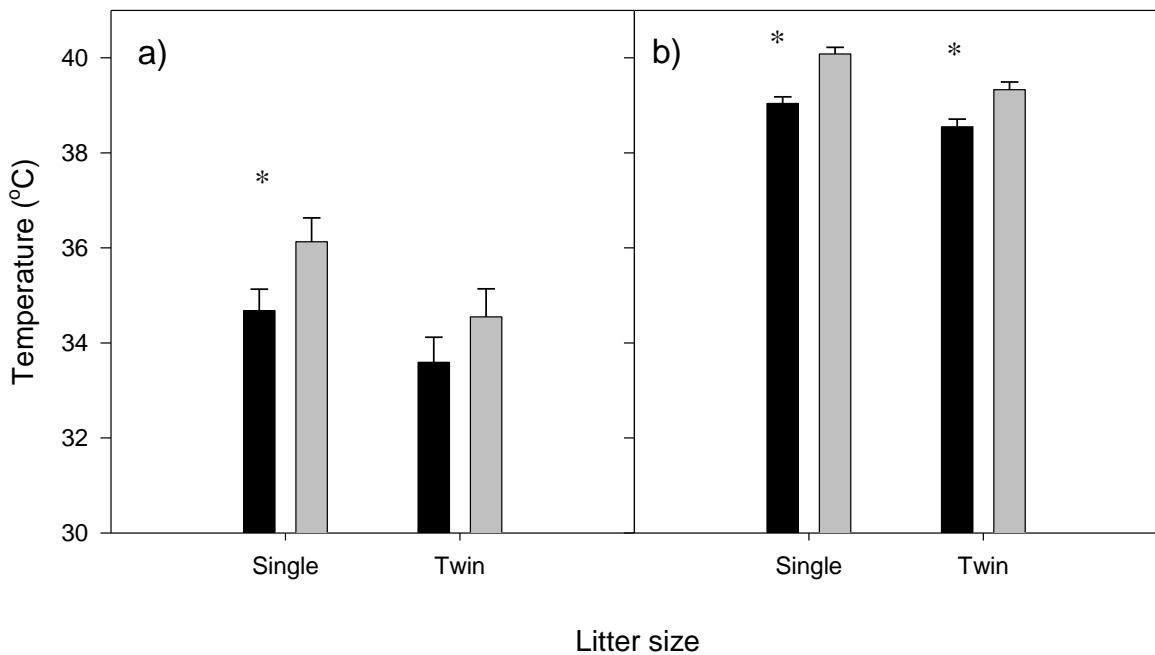 a)
b)
*
*
*
Temperature (°C)
40
38
36
34
32
30
Single
Twin
Single
Twin
Litter size